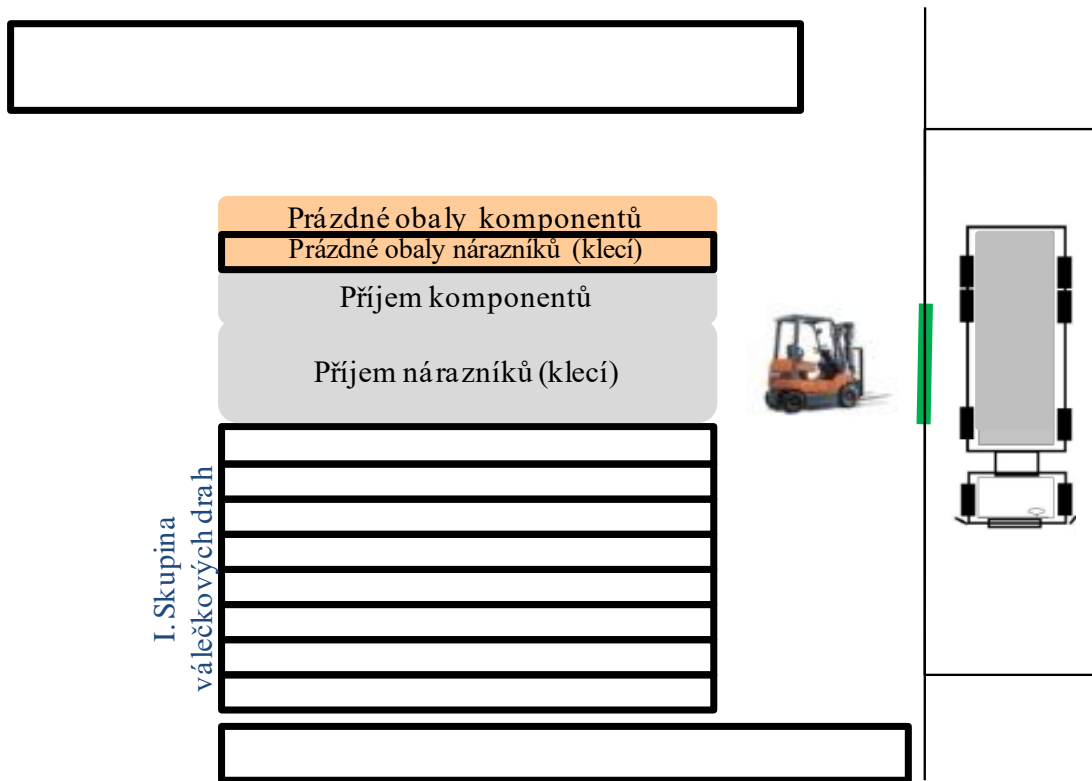 Prázdné obaly komponentů
Prázdné obaly nárazníků (klecí)
Příjem komponentů
Příjem nárazníků (klecí)
I. Skupina
válečkových drah